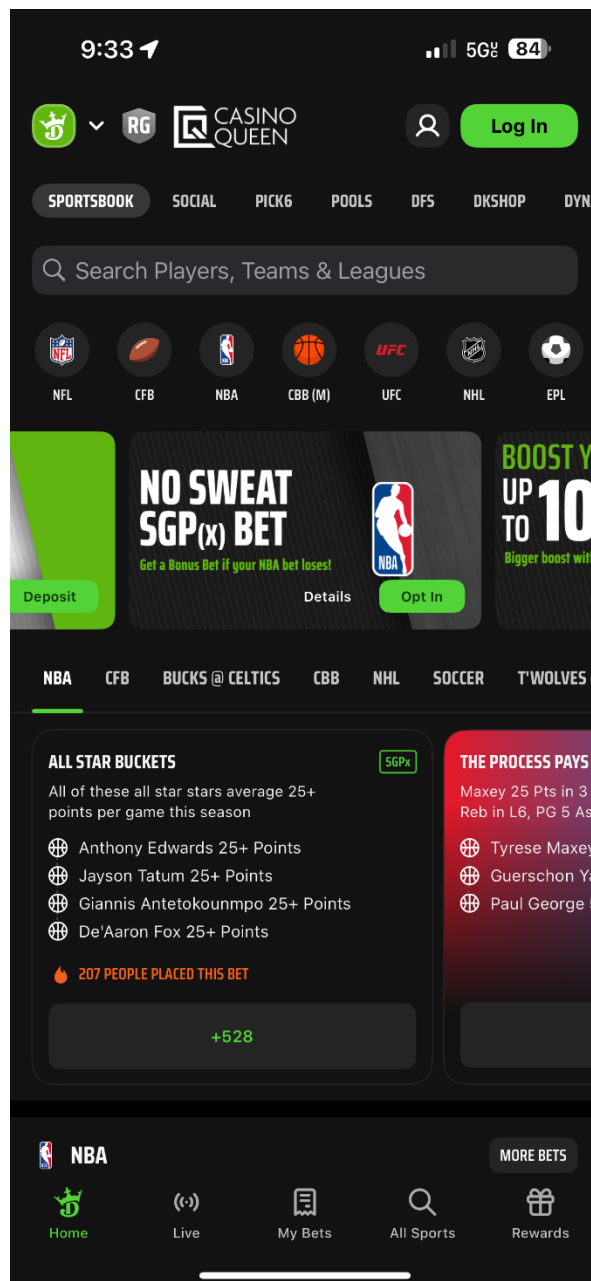 9:33
5G UC
84
RG
CASINO
QUEEN
Log In
SPORTSBOOK SOCIAL PICK6 POOLS DFS DKSHOP DYN
Search Players, Teams & Leagues
NFL
UFC
NHL
NFL CFB NBA CBB (M) UFC NHL EPL
Deposit
NO SWEAT
SGP(X) BET
Get a Bonus Bet if your NBA bet loses!
NBA
Details
Opt In
BOOST Y
UP
TO 10
Bigger boost wit
NBA CFB BUCKS @ CELTICS CBB NHL SOCCER T'WOLVES
ALL STAR BUCKETS
SGPx
All of these all star stars average 25+
points per game this season
Anthony Edwards 25+ Points
Jayson Tatum 25+ Points
Giannis Antetokounmpo 25+ Points
De'Aaron Fox 25+ Points
207 PEOPLE PLACED THIS BET
+528
THE PROCESS PAYS
Maxey 25 Pts in 3
Reb in L6, PG 5 As
Tyrese Maxey
Guerschon Ya
Paul George
NBA
MORE BETS
Home Live My Bets All Sports Rewards